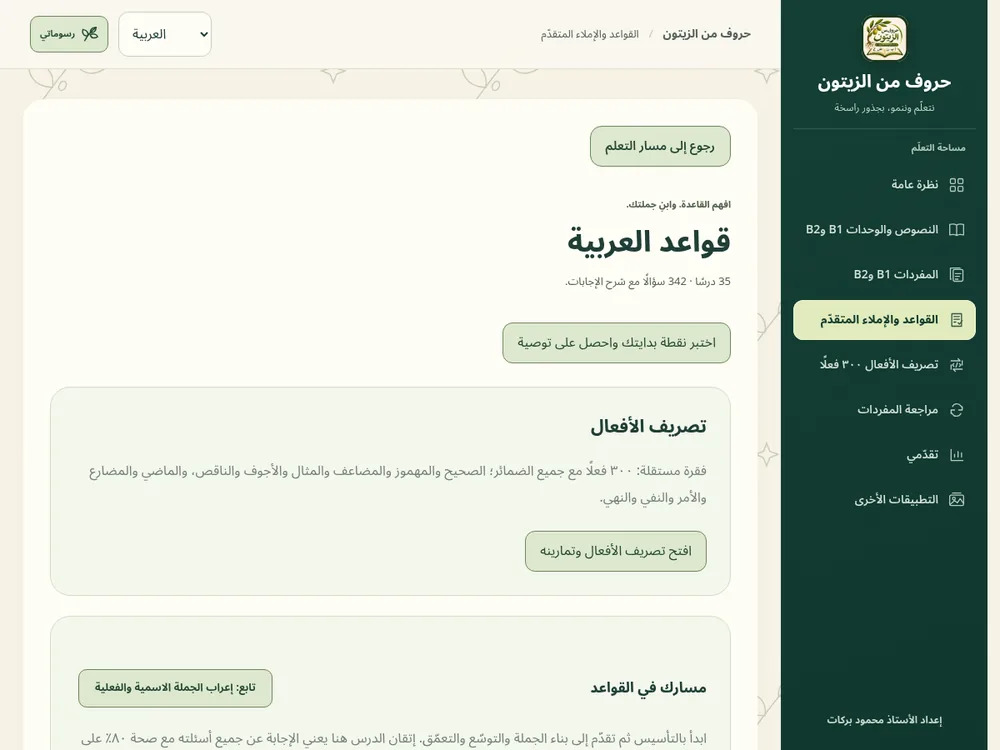 حروف من الزيتون
نتعلّم وننمو، بجذور راسخة
مساحة التعلّم
نظرة عامة
النصوص والوحدات B1 وB2
المفردات B1 وB2
القواعد والإملاء المتقدّم
تصريف الأفعال ٣٠٠ فعلًا
مراجعة المفردات
تقدّمي
التطبيقات الأخرى
إعداد الأستاذ محمود بركات
حروف من الزيتون / القواعد والإملاء المتقدّم
العربية
رسوماتي
رجوع إلى مسار التعلم
افهم القاعدة. وابنِ جملتك.
قواعد العربية
35 درسًا · 342 سؤالًا مع شرح الإجابات.
اختبر نقطة بدايتك واحصل على توصية
تصريف الأفعال
فقرة مستقلة: ٣٠٠ فعلًا مع جميع الضمائر؛ الصحيح والمهموز والمضاعف والمثال والأجوف والناقص، والماضي والمضارع
والأمر والنفي والنهي.
افتح تصريف الأفعال وتمارينه
مسارك في القواعد
تابع: إعراب الجملة الاسمية والفعلية
ابدأ بالتأسيس ثم تقدّم إلى بناء الجملة والتوسّع والتعمّق. إتقان الدرس هنا يعني الإجابة عن جميع أسئلته مع صحة ٨٠٪ على